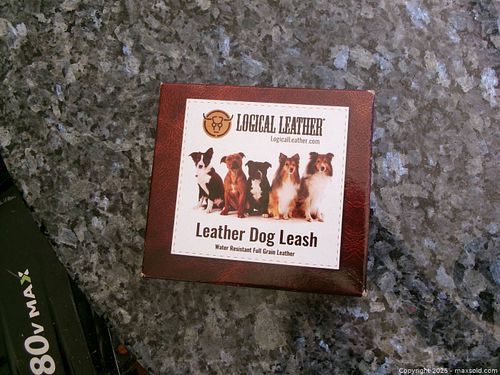 LOGICAL LEATHER
LogicalLeather.com
Leather Dog Leash
Water Resistant Full Grain Leather
80V MAX
Copyright 2025 - maxsold.com